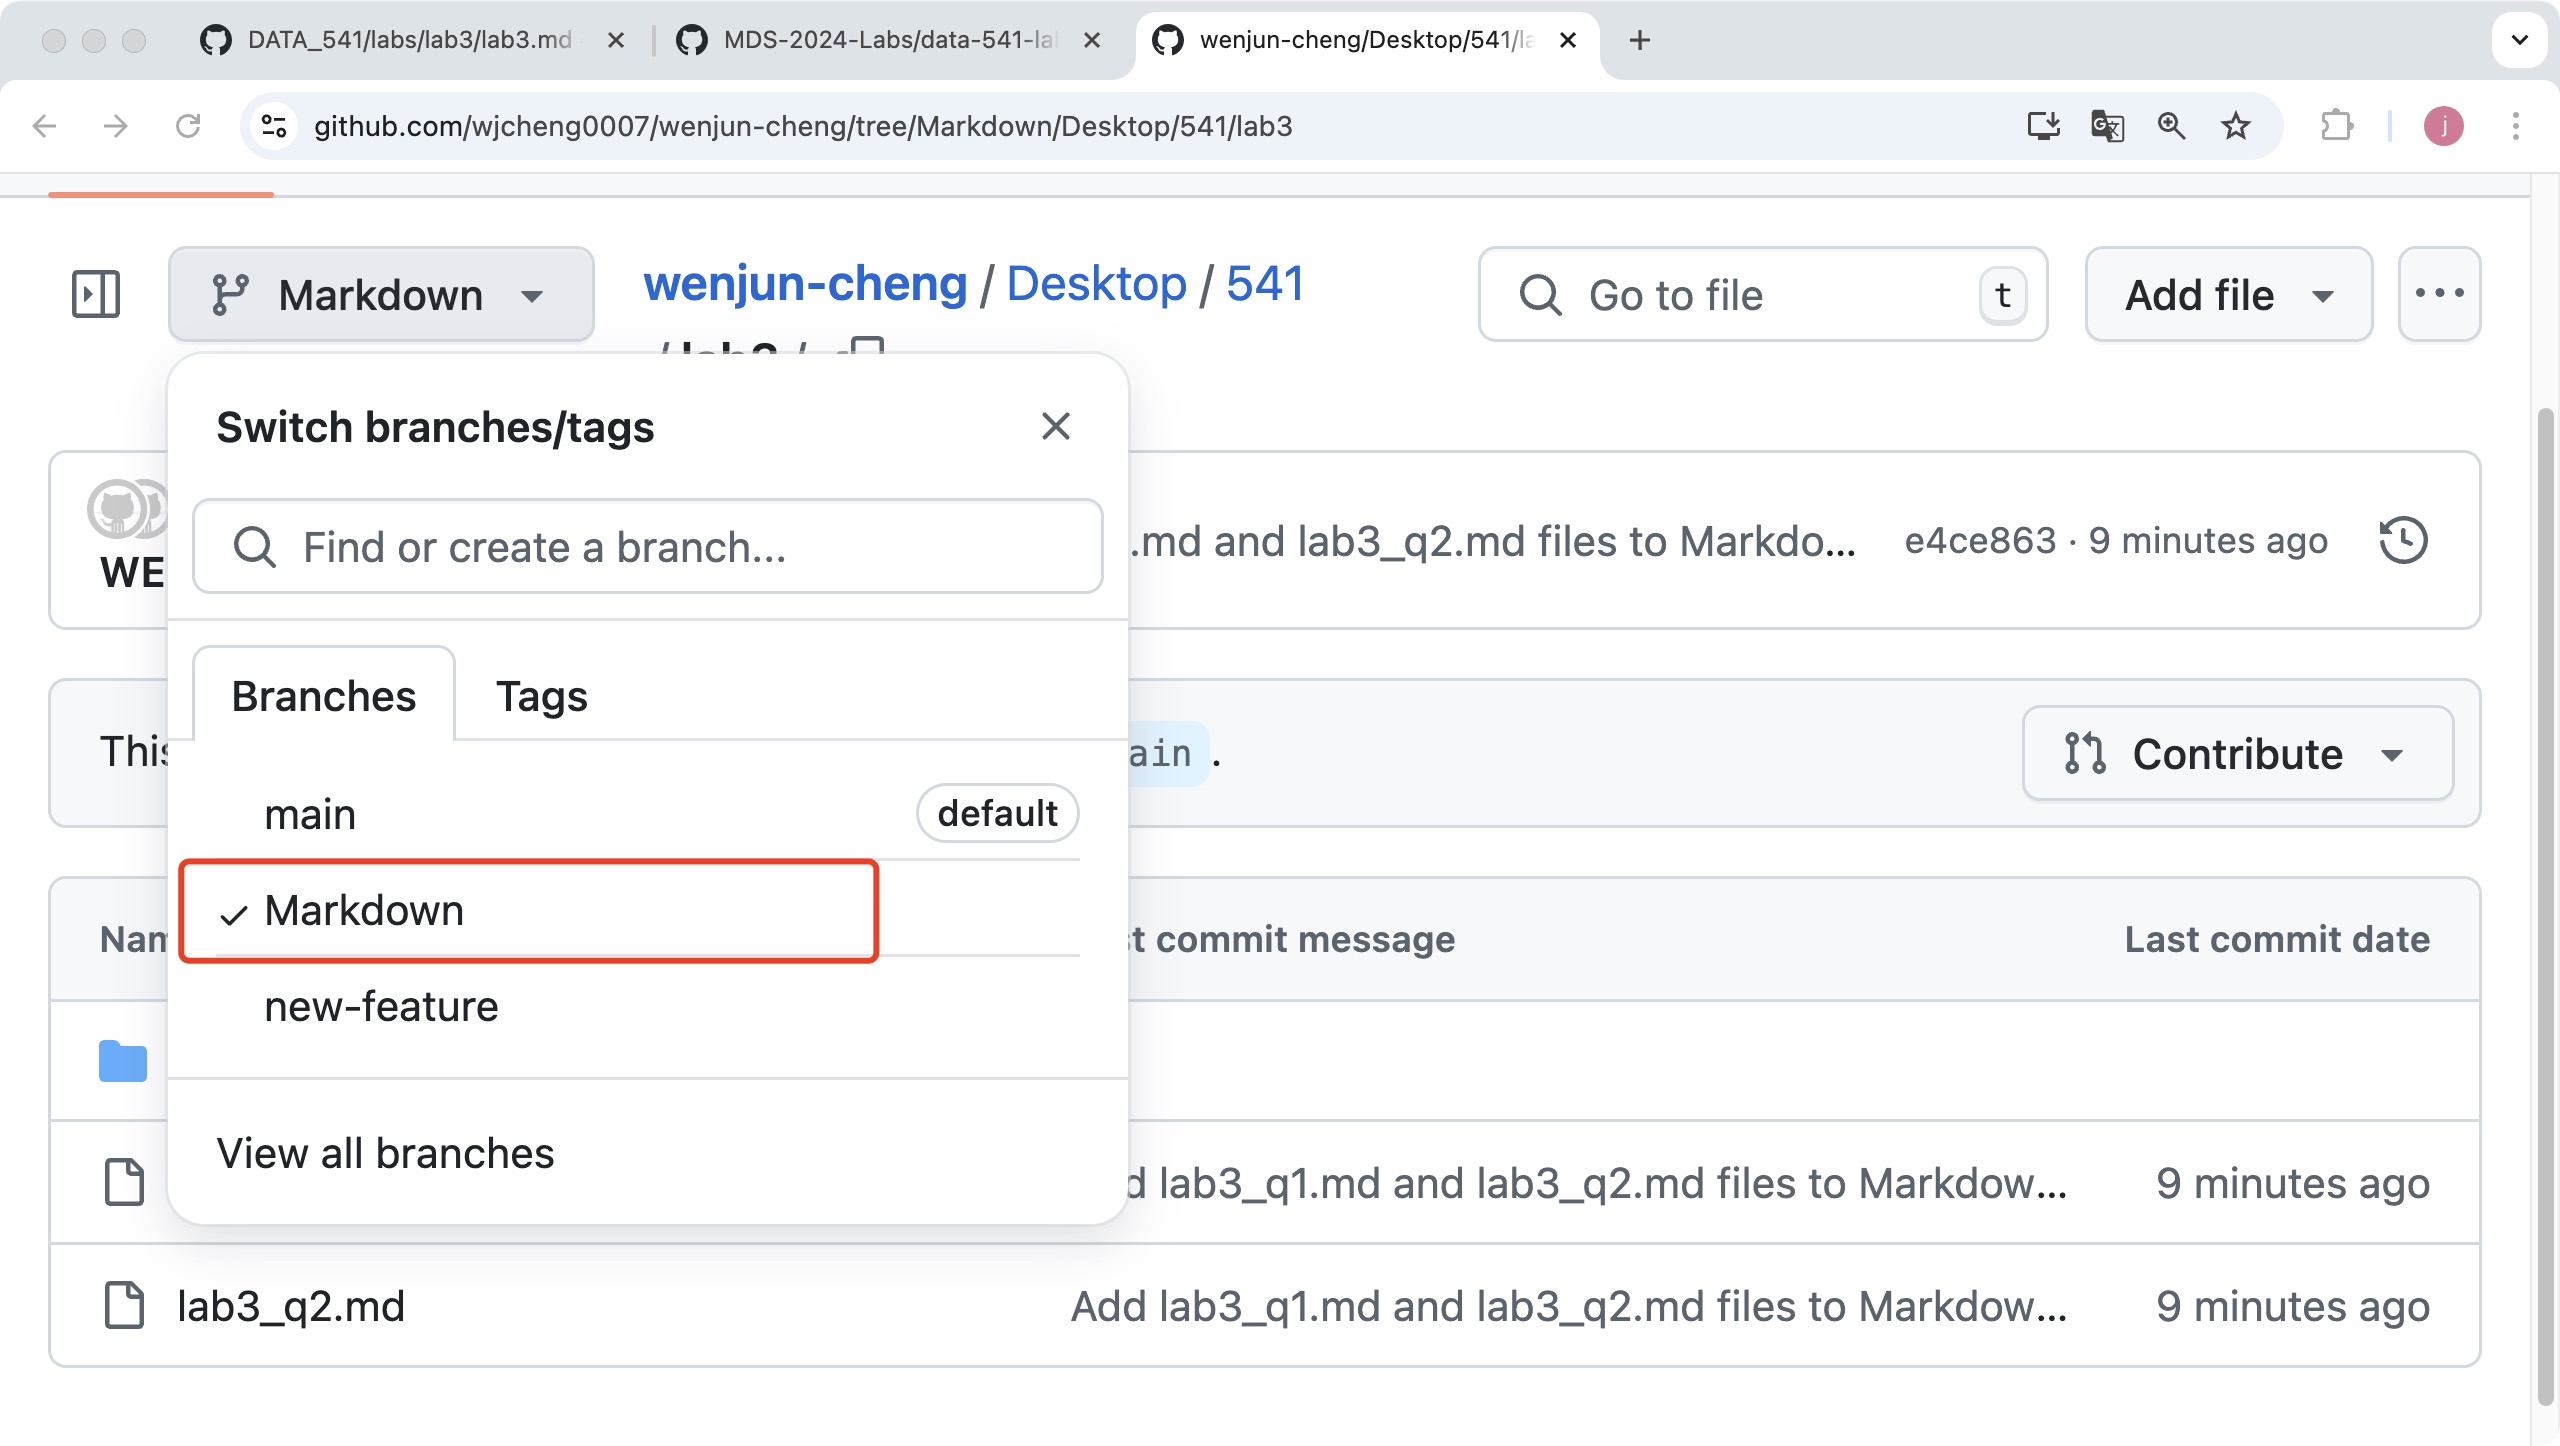 DATA_541/labs/lab3/lab3.md
MDS-2024-Labs/data-541-la
wenjun-cheng/Desktop/541/la
github.com/wjcheng0007/wenjun-cheng/tree/Markdown/Desktop/541/lab3
j
Markdown
wenjun-cheng / Desktop / 541
/ lab3 /
Go to file
t
Add file
Switch branches/tags
Find or create a branch...
.md and lab3_q2.md files to Markdo...
e4ce863 · 9 minutes ago
WE
Branches
Tags
This
ain .
Contribute
main
default
Markdown
Nam
st commit message
Last commit date
new-feature
View all branches
d lab3_q1.md and lab3_q2.md files to Markdow...
9 minutes ago
lab3_q2.md
Add lab3_q1.md and lab3_q2.md files to Markdow...
9 minutes ago